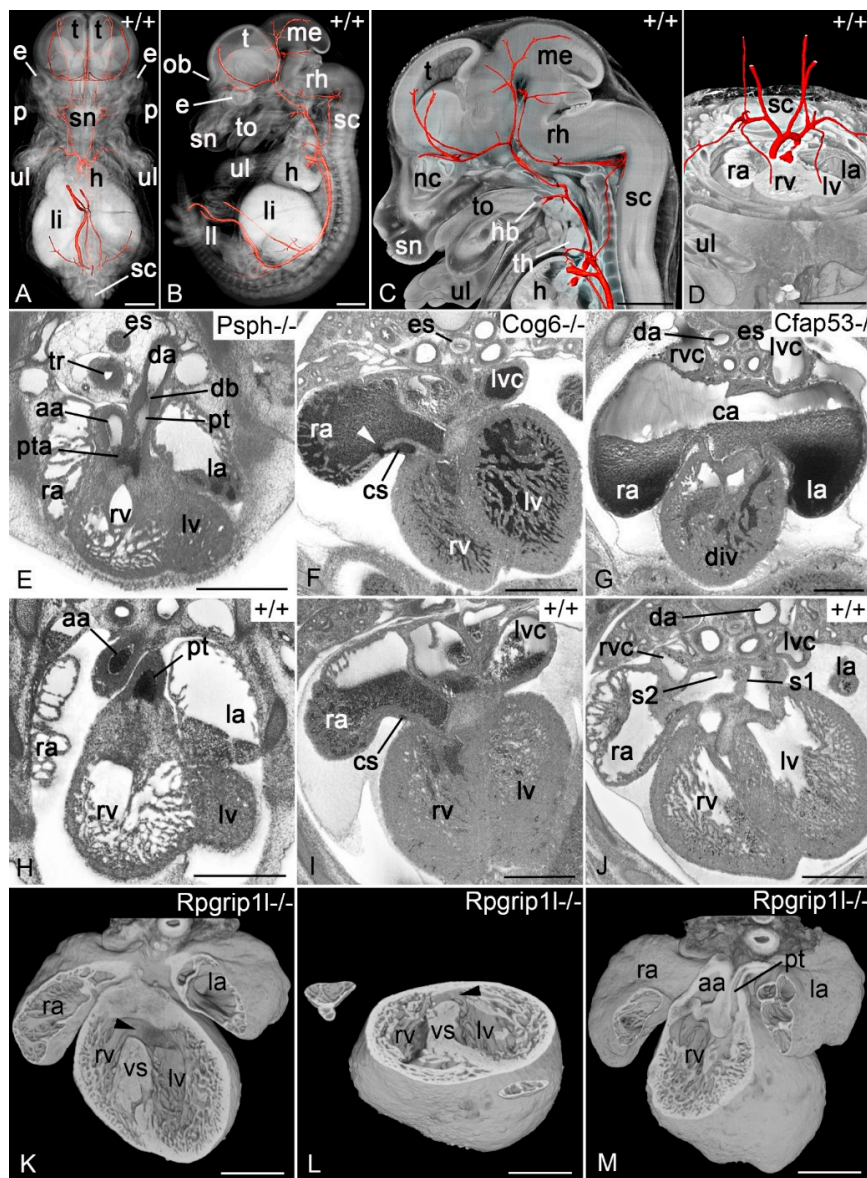 +/+
t t
e e
p sn p
ul h ul
li
sc
A
+/+
t me
ob rh
e
sn to sc
ul h
li
ll
B
+/+
t me
rh
nc
to sc
sn hb
th
ul h
C
+/+
sc
ra rv lv la
ul
D
Psph-/-
es
tr da
db
aa pt
pta
la
ra
rv lv
E
Cog6-/-
es
lvc
ra
cs lv
rv
F
Cfap53-/-
da es
rvc lvc
ca
ra la
div
G
+/+
aa
pt
la
ra
rv lv
H
+/+
lvc
ra
cs
rv lv
I
+/+
da
rvc lvc
la
s2 s1
ra
lv
rv
J
Rpgrip1l-/-
ra la
rv lv
vs
K
Rpgrip1l-/-
rv vs lv
L
Rpgrip1l-/-
pt
ra aa la
rv
M